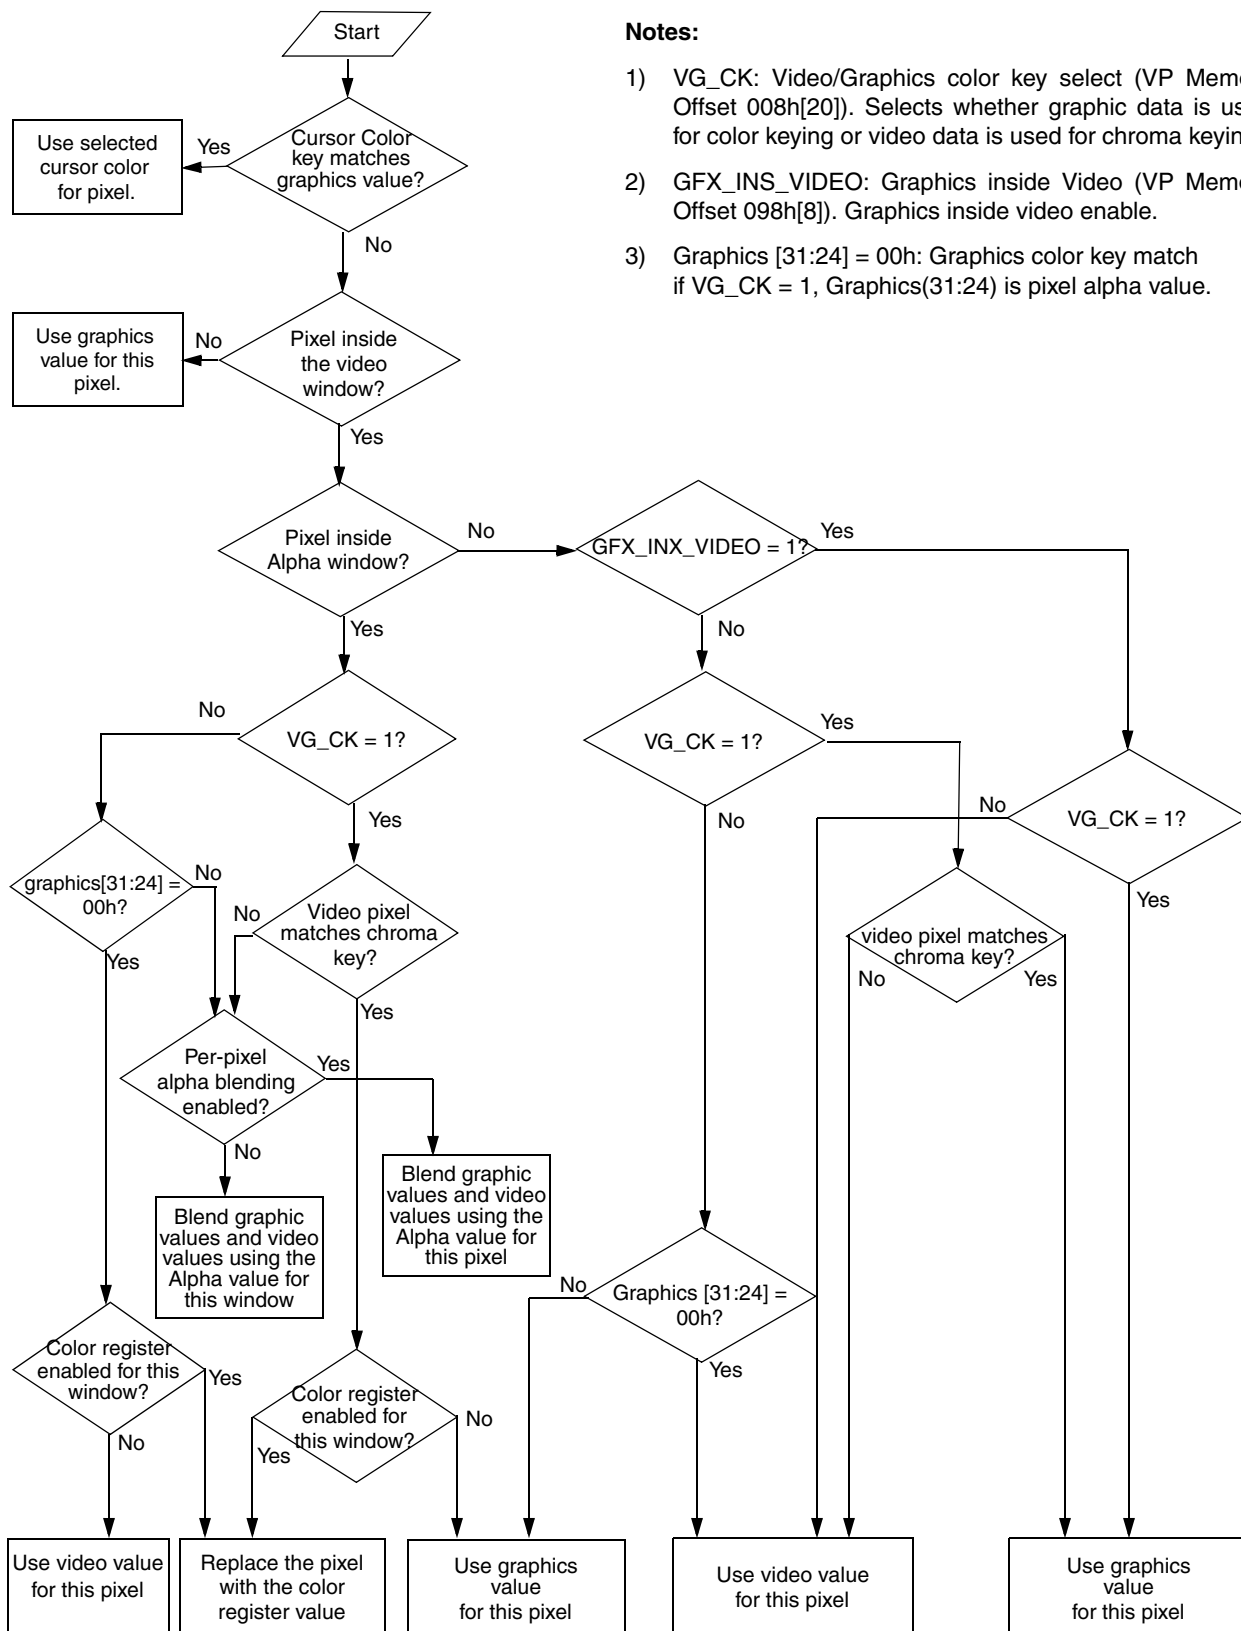 Start
Notes:
1) VG_CK: Video/Graphics color key select (VP Mem
Offset 008h[20]). Selects whether graphic data is us
for color keying or video data is used for chroma keyin
2) GFX_INS_VIDEO: Graphics inside Video (VP Mem
Offset 098h[8]). Graphics inside video enable.
3) Graphics [31:24] = 00h: Graphics color key match
if VG_CK = 1, Graphics(31:24) is pixel alpha value.
Cursor Color
key matches
graphics value?
Yes
Use selected
cursor color
for pixel.
No
Pixel inside
the video
window?
No
Use graphics
value for this
pixel.
Yes
Pixel inside
Alpha window?
No
GFX_INX_VIDEO = 1?
Yes
Yes
No
VG_CK = 1?
No
Yes
VG_CK = 1?
Yes
No
VG_CK = 1?
No
Yes
graphics[31:24] =
00h?
No
Yes
Video pixel
matches chroma
key?
No
Yes
video pixel matches
chroma key?
No
Yes
Per-pixel
alpha blending
enabled?
Yes
No
Blend graphic
values and video
values using the
Alpha value for
this pixel
Blend graphic
values and video
values using the
Alpha value for
this window
Graphics [31:24] =
00h?
No
Yes
Color register
enabled for this
window?
Yes
No
Color register
enabled for
this window?
Yes
No
Use video value
for this pixel
Replace the pixel
with the color
register value
Use graphics
value
for this pixel
Use video value
for this pixel
Use graphics
value
for this pixel